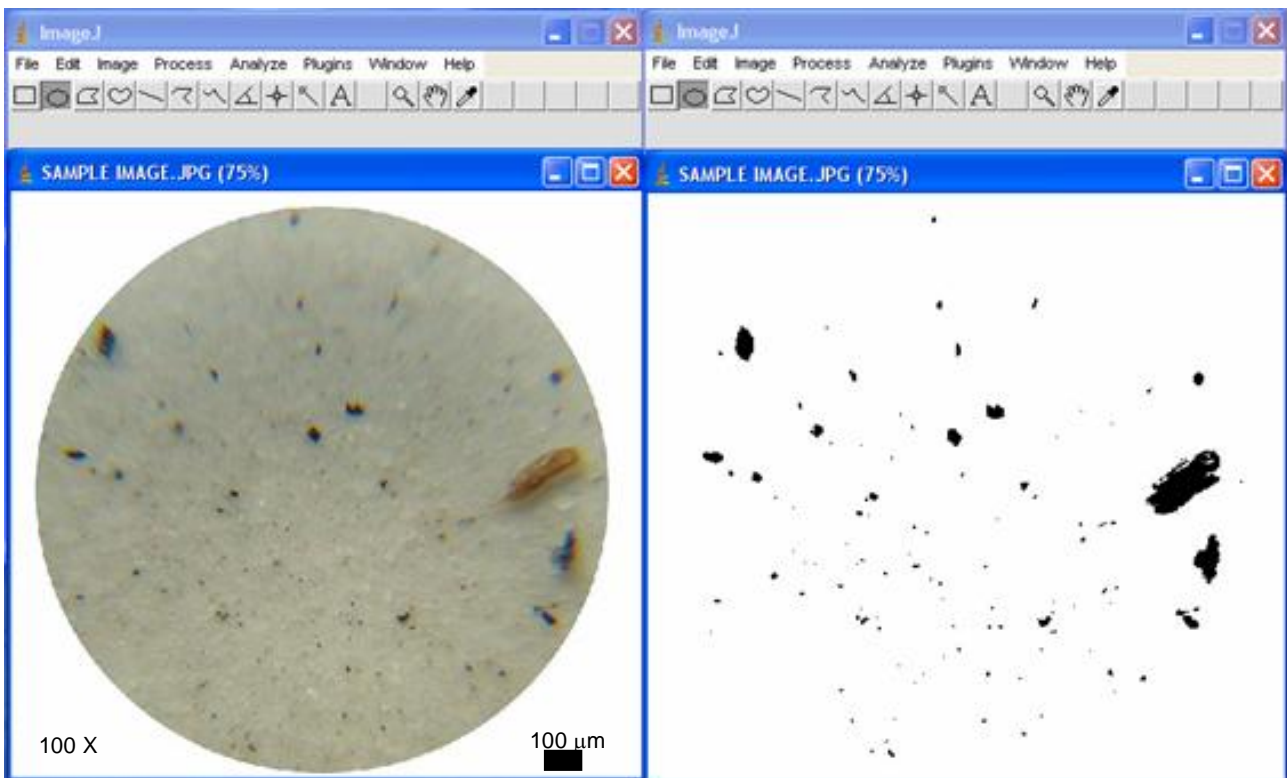 ImageJ
File Edit Image Process Analyze Plugins Window Help
A
SAMPLE IMAGE.JPG (75%)
100 X
100 μm
ImageJ
File Edit Image Process Analyze Plugins Window Help
A
SAMPLE IMAGE.JPG (75%)